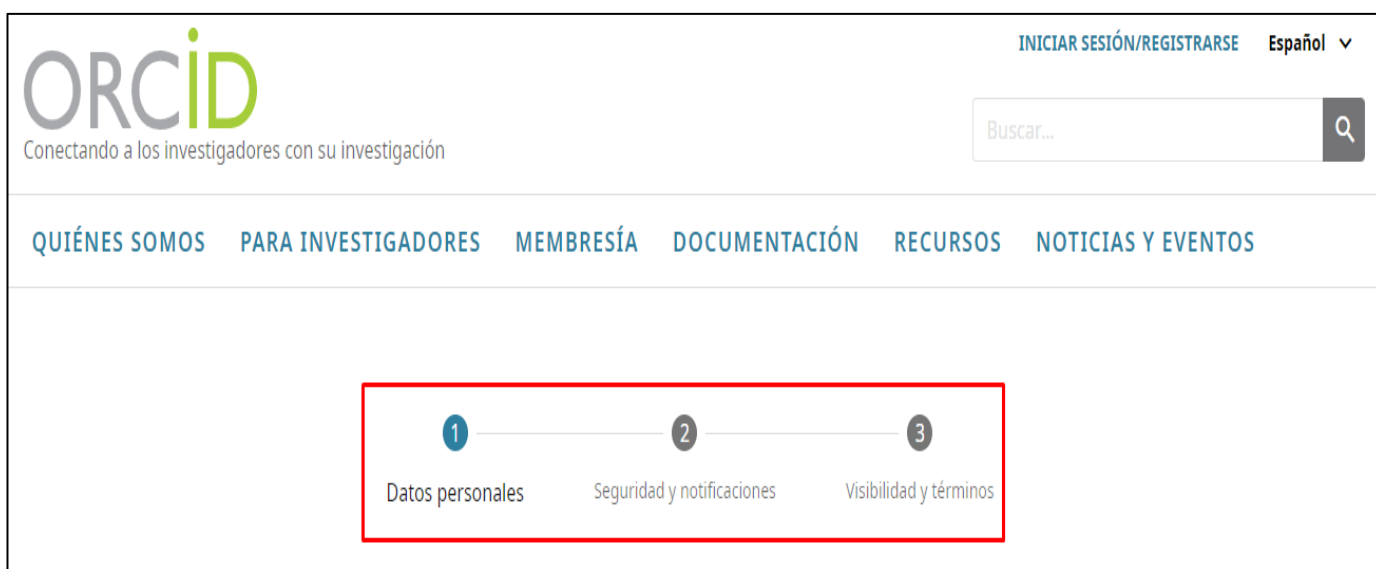 INICIAR SESIÓN/REGISTRARSE Español
ORCiD
Buscar...
Conectando a los investigadores con su investigación
QUIÉNES SOMOS PARA INVESTIGADORES MEMBRESÍA DOCUMENTACIÓN RECURSOS NOTICIAS Y EVENTOS
1 2 3
Datos personales Seguridad y notificaciones Visibilidad y términos